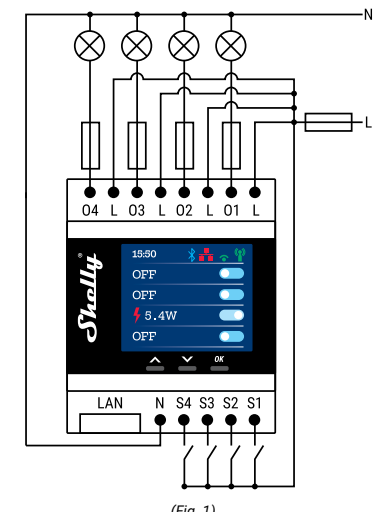 N
L
O4 L O3 L O2 L O1 L
® Shelly
15:50
OFF
OFF
5.4W
OFF
OK
LAN N S4 S3 S2 S1
(Fig. 1)